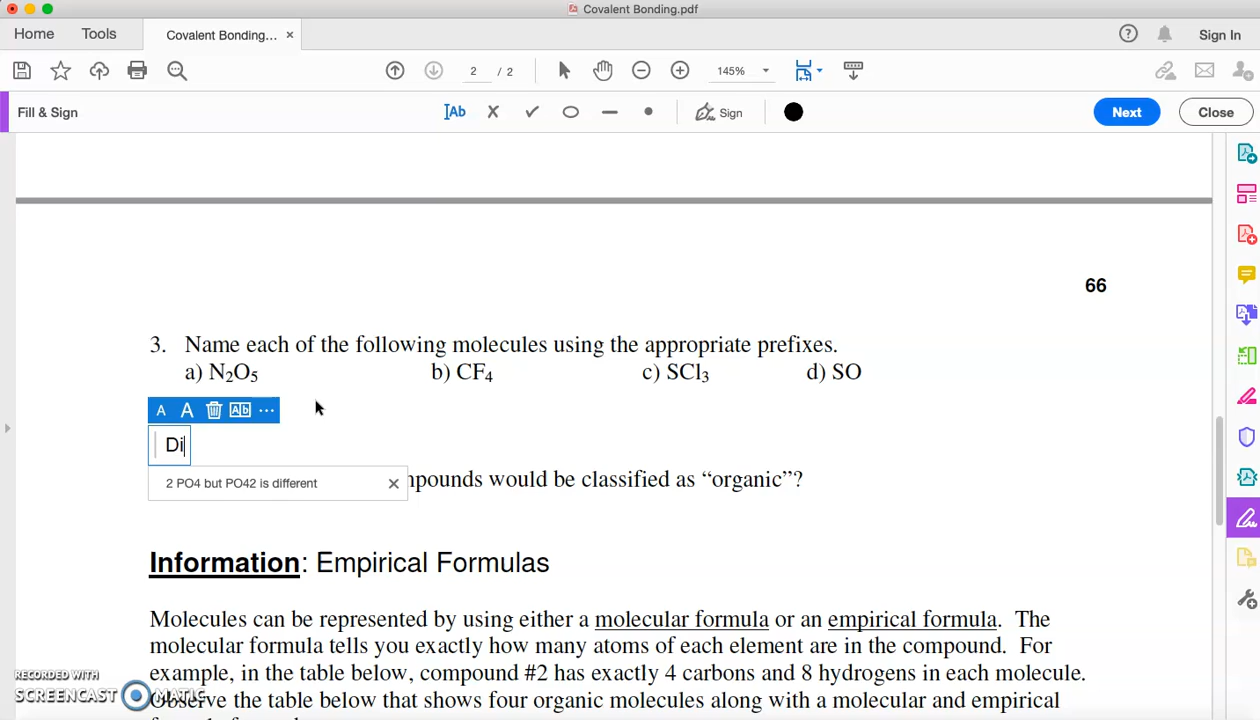 Covalent Bonding.pdf
Home Tools Covalent Bonding... × ? Sign In
2 / 2 145%
Fill & Sign Ab Sign Next Close
66
3. Name each of the following molecules using the appropriate prefixes.
a) N₂O₅ b) CF₄ c) SCl₃ d) SO
A A Ab ...
Di
2 PO4 but PO42 is different ×
mpounds would be classified as “organic”?
Information: Empirical Formulas
Molecules can be represented by using either a molecular formula or an empirical formula. The
molecular formula tells you exactly how many atoms of each element are in the compound. For
example, in the table below, compound #2 has exactly 4 carbons and 8 hydrogens in each molecule.
Observe the table below that shows four organic molecules along with a molecular and empirical
RECORDED WITH
SCREENCAST MATIC